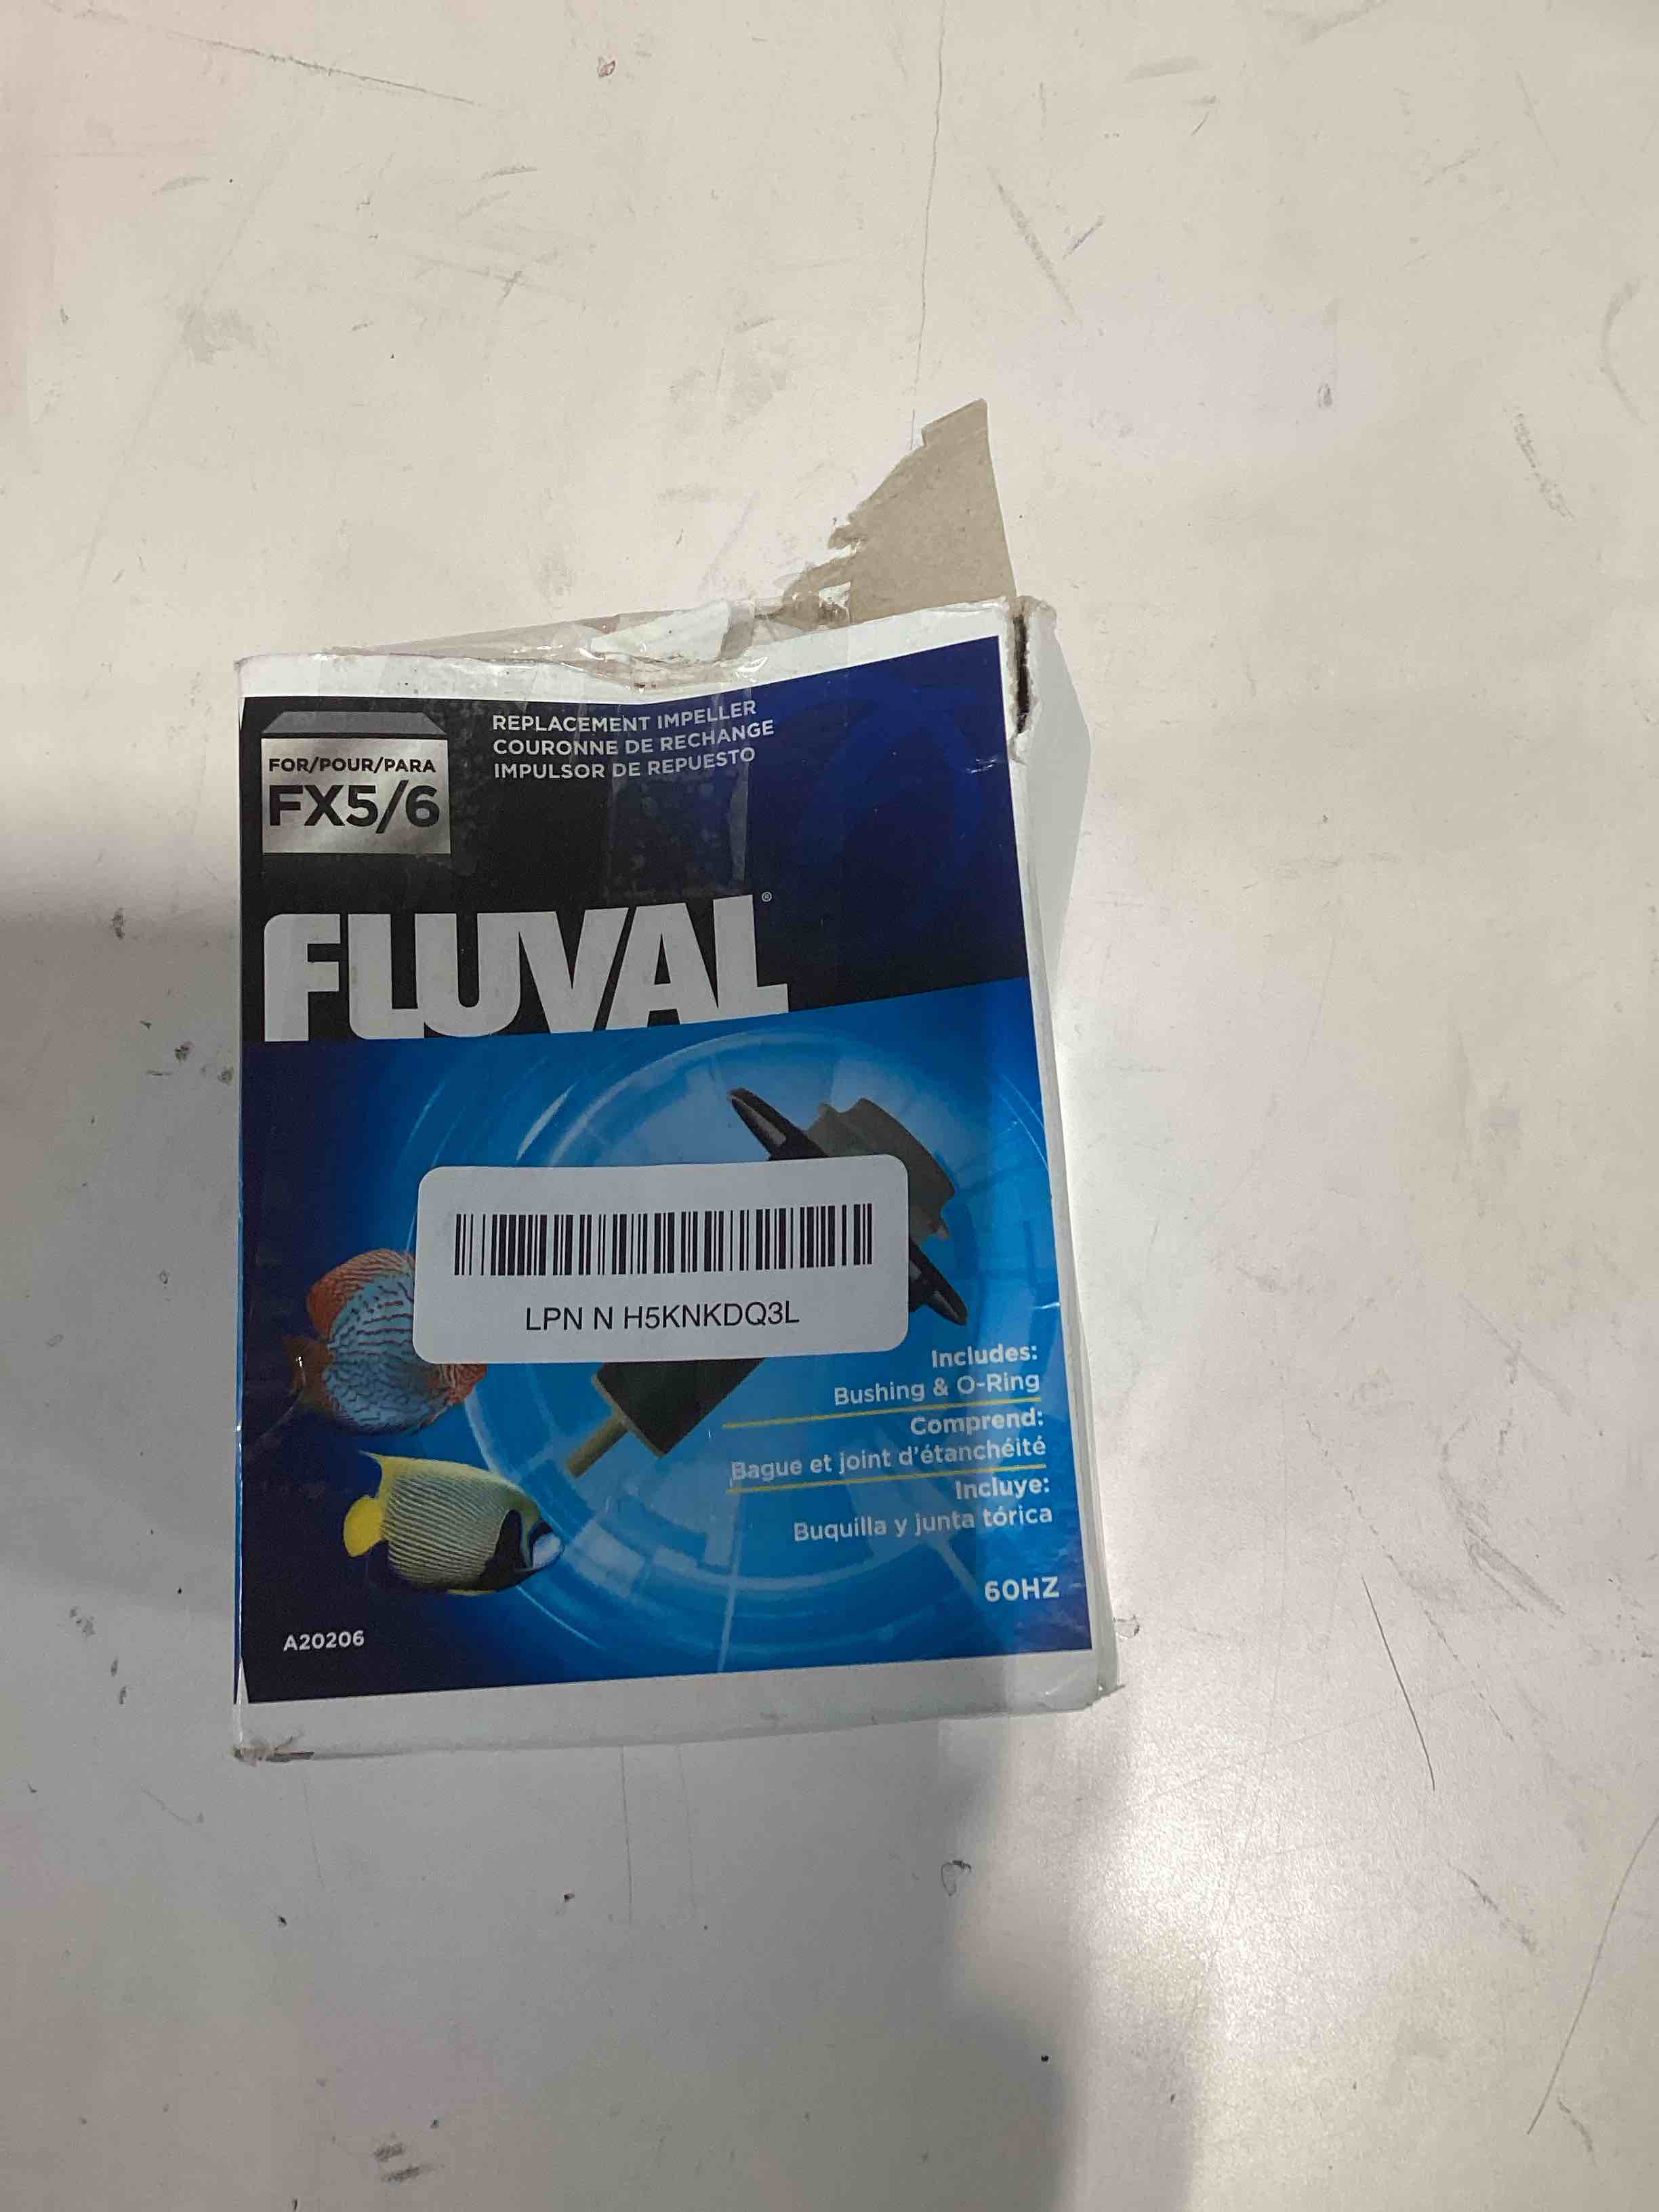 REPLACEMENT IMPELLER
COURONNE DE RECHANGE
IMPULSOR DE REPUESTO
FOR/POUR/PARA
FX5/6
FLUVAL®
LPN N H5KNKDQ3L
Includes:
Bushing & O-Ring
Comprend:
Bague et joint d'étanchéité
Incluye:
Buquilla y junta tórica
60HZ
A20206